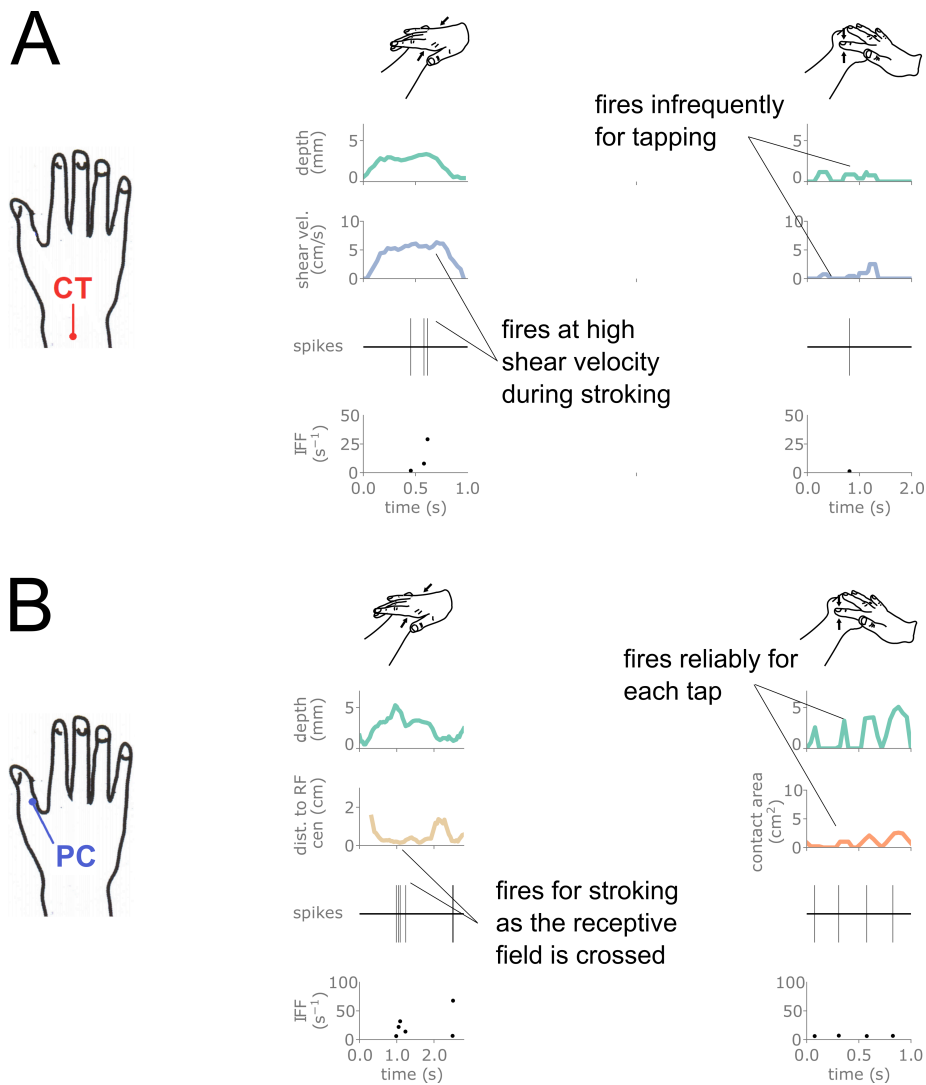 A
CT
fires infrequently
for tapping
depth
(mm)
5
0
5
0
shear vel.
(cm/s)
10
5
0
10
5
0
spikes
fires at high
shear velocity
during stroking
IFF
(s⁻¹)
50
25
0
50
25
0
0.0 0.5 1.0
time (s)
0.0 1.0 2.0
time (s)
B
PC
fires reliably for
each tap
depth
(mm)
5
0
5
0
dist. to RF
cen (cm)
2
0
contact area
(cm²)
10
5
0
spikes
fires for stroking
as the receptive
field is crossed
IFF
(s⁻¹)
100
50
0
100
50
0
0.0 1.0 2.0
time (s)
0.0 0.5 1.0
time (s)